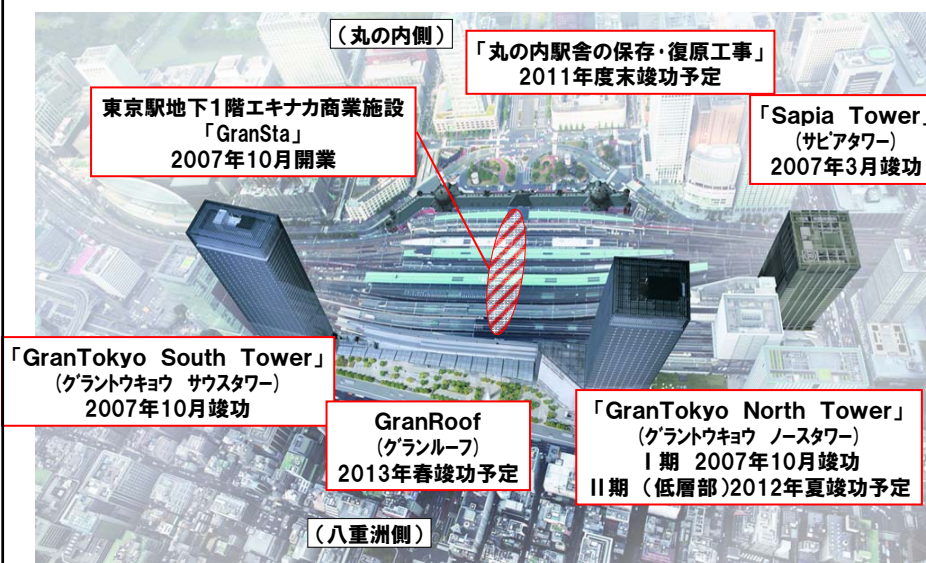 （丸の内側）
「丸の内駅舎の保存・復原工事」
2011年度末竣功予定
東京駅地下１階エキナカ商業施設
「GranSta」
2007年10月開業
「Sapia Tower」
（サピアタワー）
2007年3月竣功
「GranTokyo South Tower」
（グラントウキョウ サウスタワー）
2007年10月竣功
GranRoof
（グランルーフ）
2013年春竣功予定
「GranTokyo North Tower」
（グラントウキョウ ノースタワー）
Ⅰ期 2007年10月竣功
Ⅱ期（低層部）2012年夏竣功予定
（八重洲側）